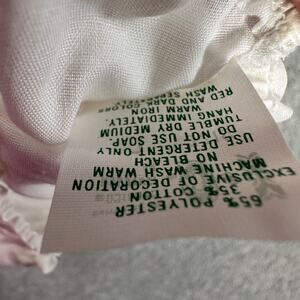 65% POLYESTER
35% COTTON
EXCLUSIVE OF DECORATION
MACHINE WASH WARM
NO BLEACH
USE DETERGENT ONLY
DO NOT USE SOAP
TUMBLE DRY MEDIUM
HANG IMMEDIATELY.
WARM IRON
RED AND DARK COLORS
WASH SEPARATELY